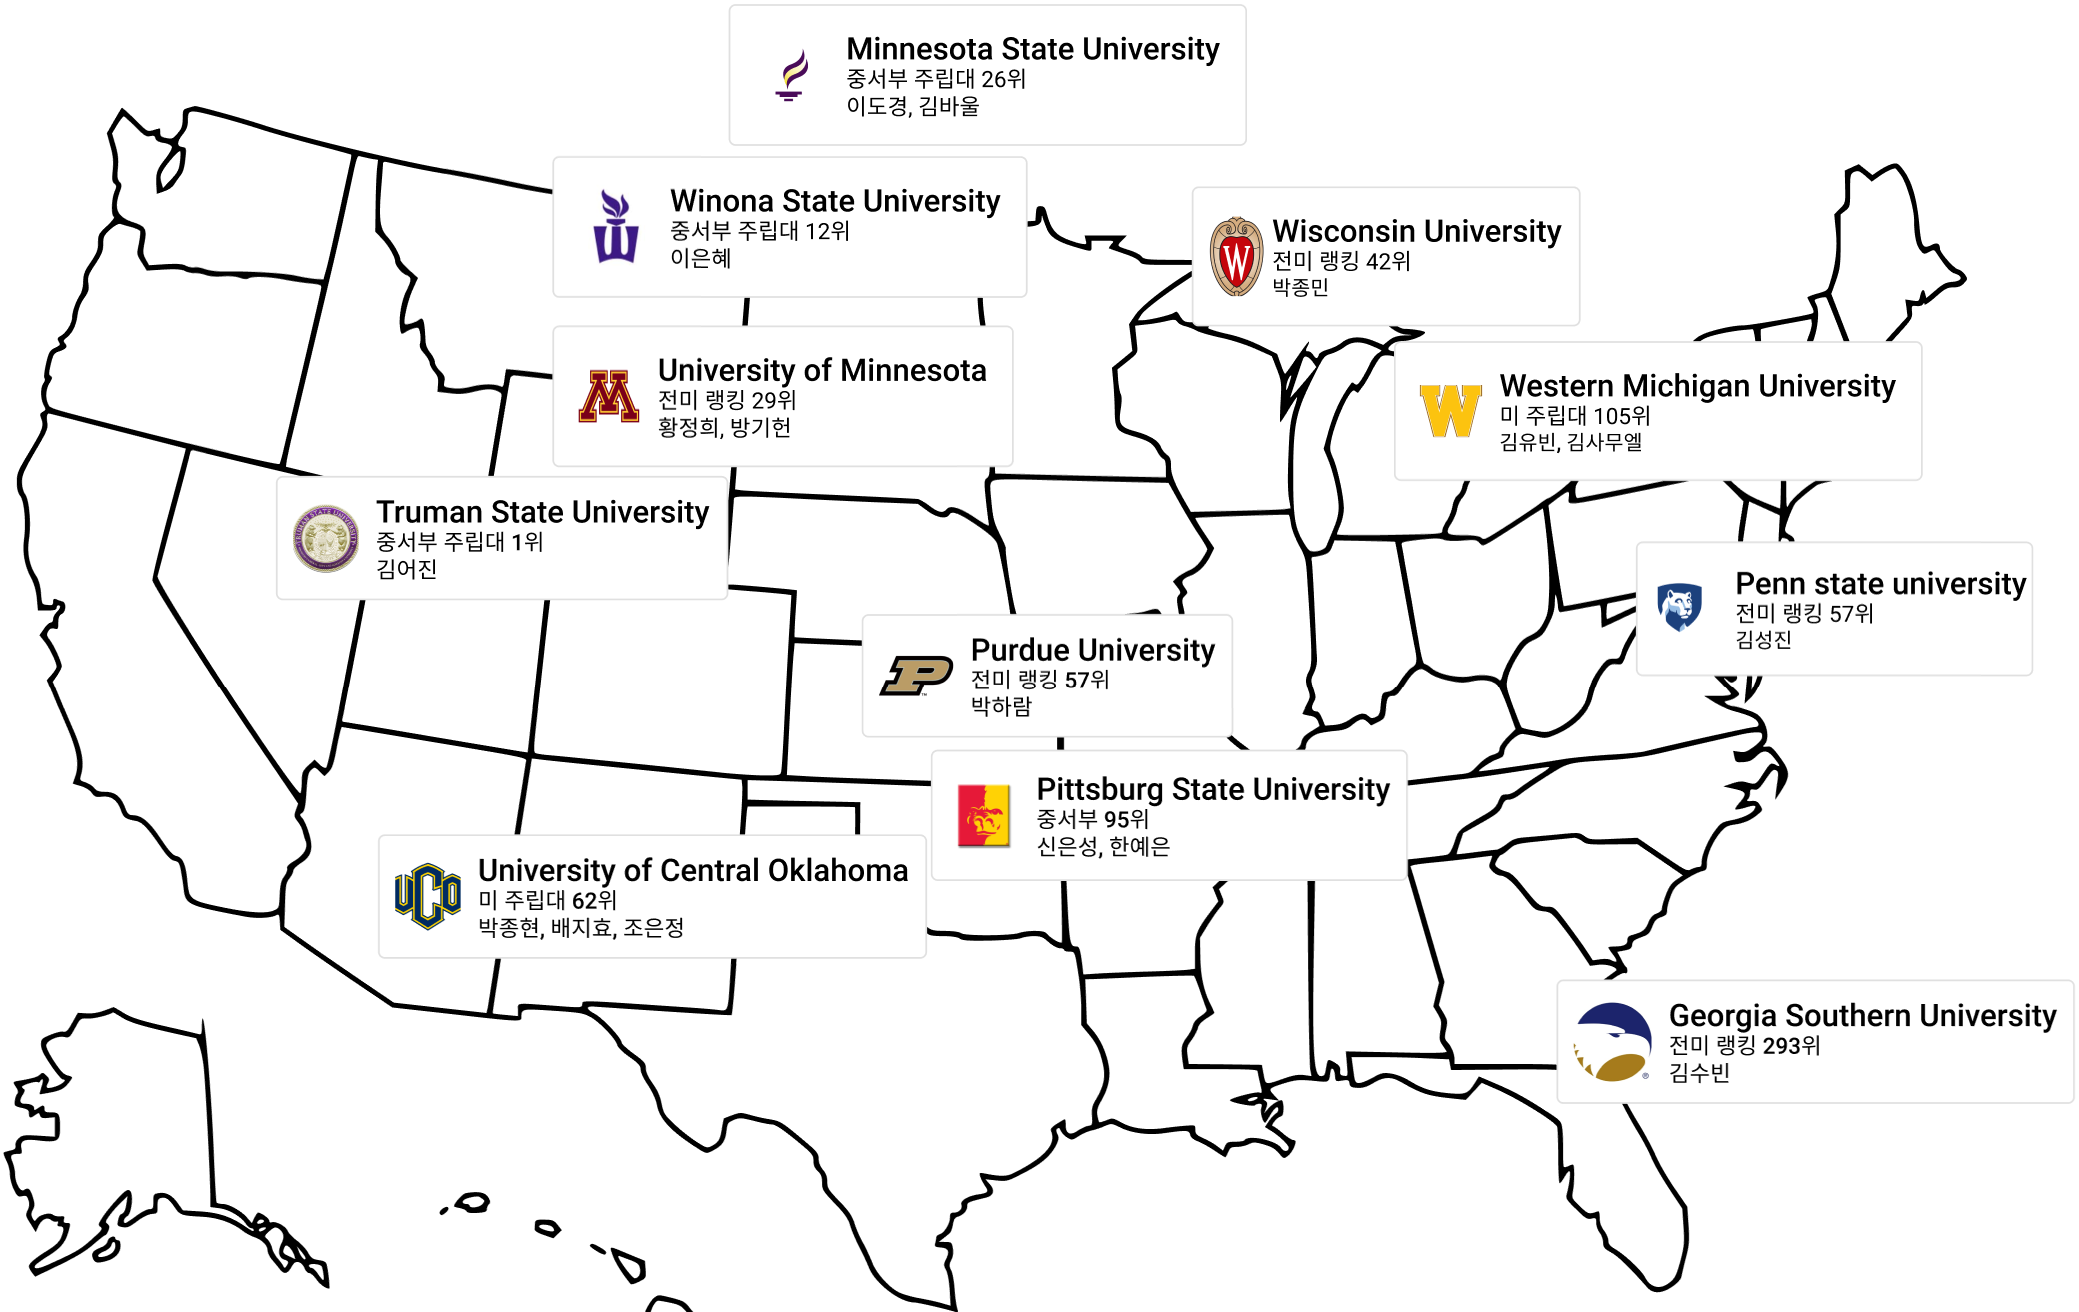 Minnesota State University
중서부 주립대 26위
이도경, 김바울
Winona State University
중서부 주립대 12위
이은혜
Wisconsin University
전미 랭킹 42위
박종민
University of Minnesota
전미 랭킹 29위
황정희, 방기헌
Western Michigan University
미 주립대 105위
김유빈, 김사무엘
Truman State University
중서부 주립대 1위
김어진
Penn state university
전미 랭킹 57위
김성진
Purdue University
전미 랭킹 57위
박하람
Pittsburg State University
중서부 95위
신은성, 한예은
University of Central Oklahoma
미 주립대 62위
박종현, 배지효, 조은정
Georgia Southern University
전미 랭킹 293위
김수빈